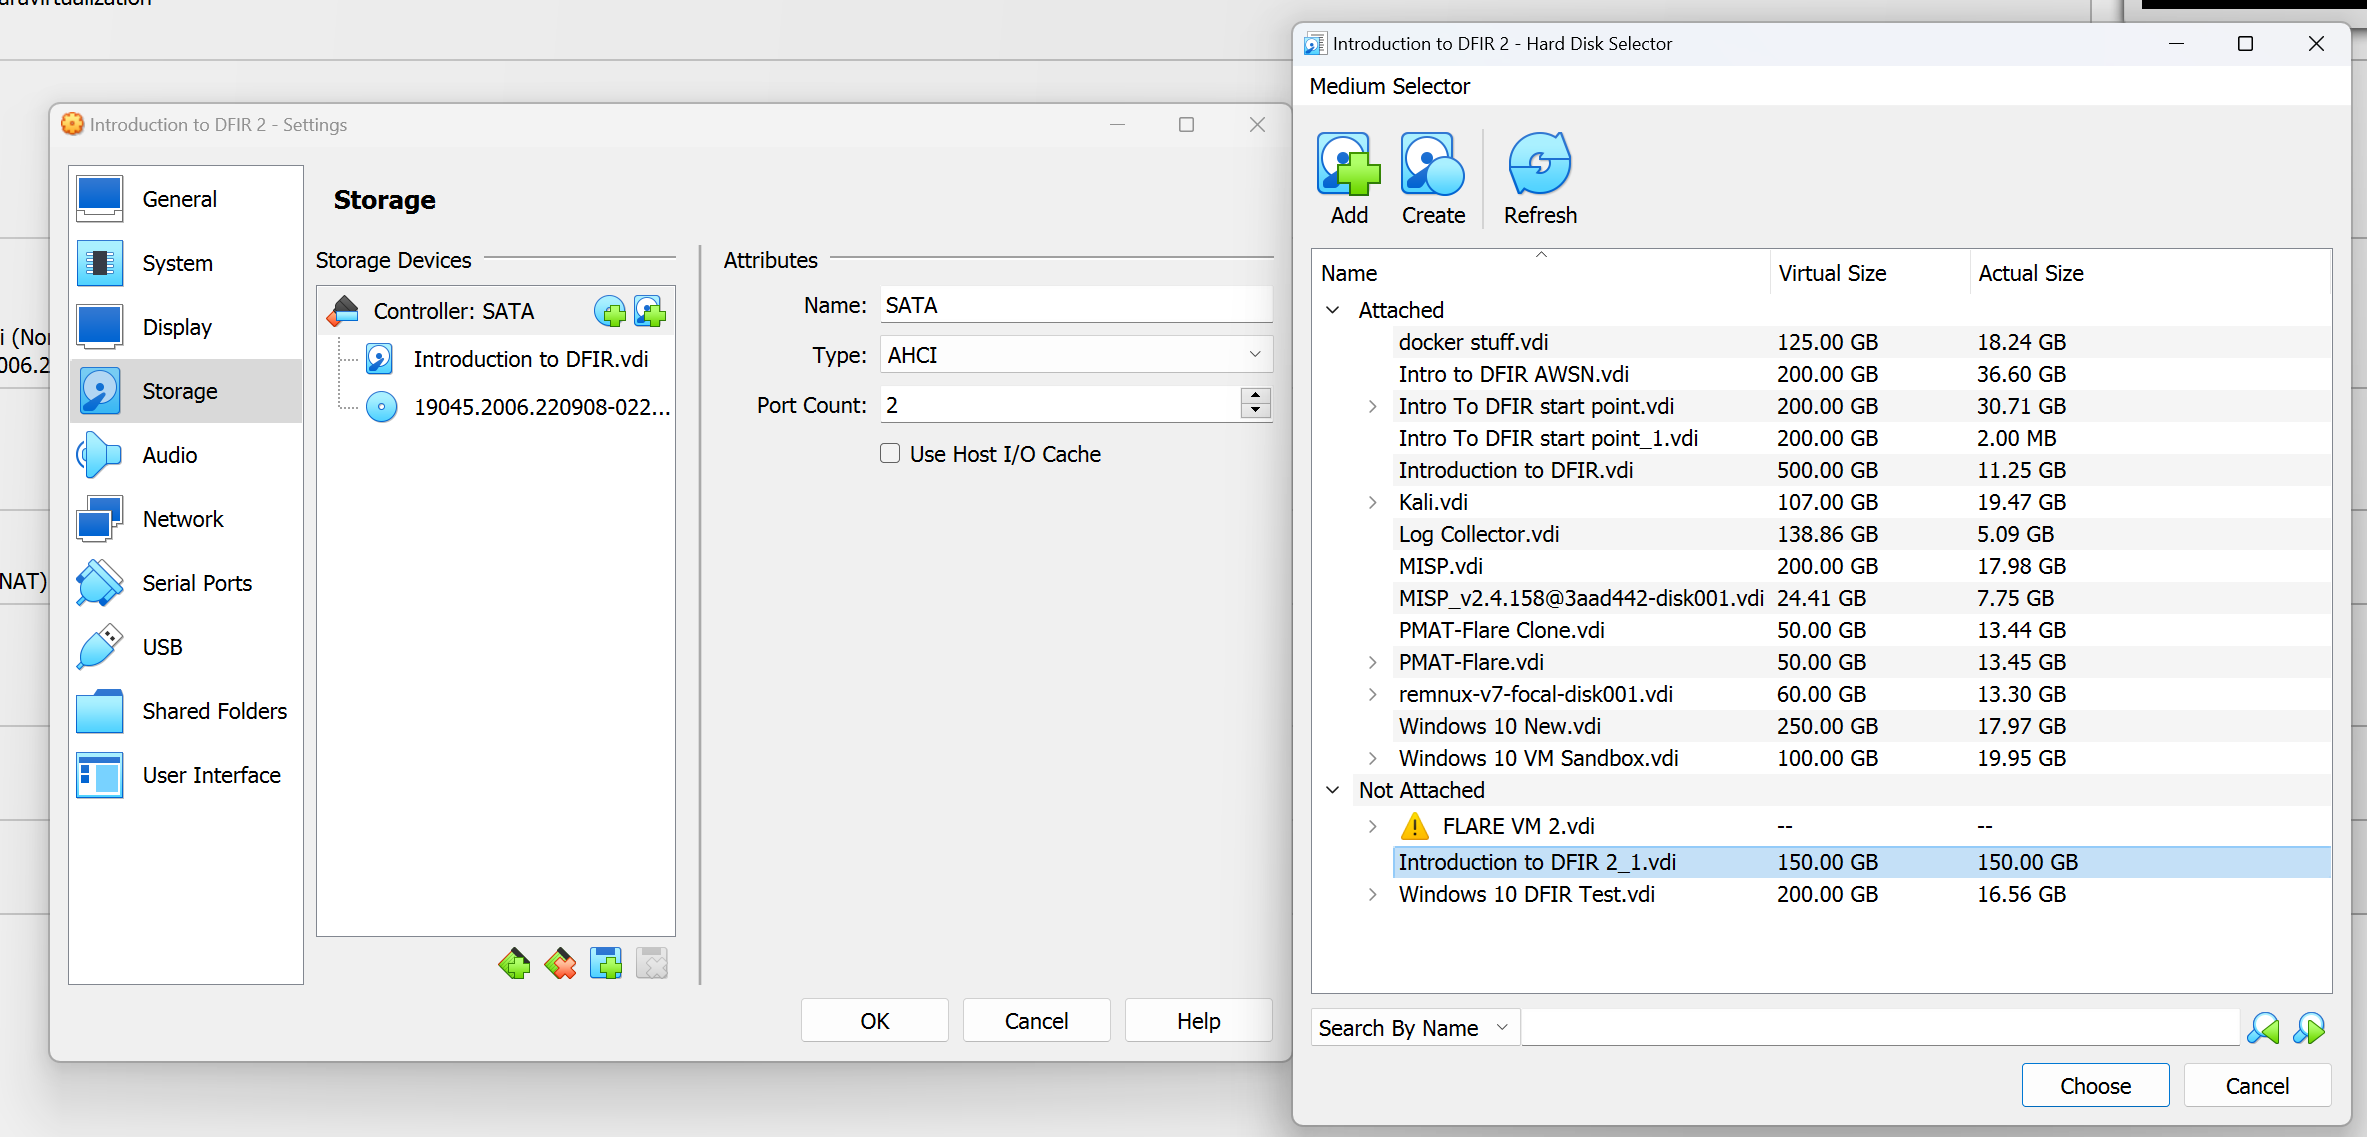 Introduction to DFIR 2 - Settings
General
System
Display
Storage
Audio
Network
Serial Ports
USB
Shared Folders
User Interface
Storage
Storage Devices
Controller: SATA
Introduction to DFIR.vdi
19045.2006.220908-022...
Attributes
Name: SATA
Type: AHCI
Port Count: 2
Use Host I/O Cache
OK Cancel Help
NAT)
Introduction to DFIR 2 - Hard Disk Selector
Medium Selector
Add Create Refresh
Name Virtual Size Actual Size
Attached
docker stuff.vdi 125.00 GB 18.24 GB
Intro to DFIR AWSN.vdi 200.00 GB 36.60 GB
Intro To DFIR start point.vdi 200.00 GB 30.71 GB
Intro To DFIR start point_1.vdi 200.00 GB 2.00 MB
Introduction to DFIR.vdi 500.00 GB 11.25 GB
Kali.vdi 107.00 GB 19.47 GB
Log Collector.vdi 138.86 GB 5.09 GB
MISP.vdi 200.00 GB 17.98 GB
MISP_v2.4.158@3aad442-disk001.vdi 24.41 GB 7.75 GB
PMAT-Flare Clone.vdi 50.00 GB 13.44 GB
PMAT-Flare.vdi 50.00 GB 13.45 GB
remnux-v7-focal-disk001.vdi 60.00 GB 13.30 GB
Windows 10 New.vdi 250.00 GB 17.97 GB
Windows 10 VM Sandbox.vdi 100.00 GB 19.95 GB
Not Attached
FLARE VM 2.vdi -- --
Introduction to DFIR 2_1.vdi 150.00 GB 150.00 GB
Windows 10 DFIR Test.vdi 200.00 GB 16.56 GB
Search By Name
Choose Cancel